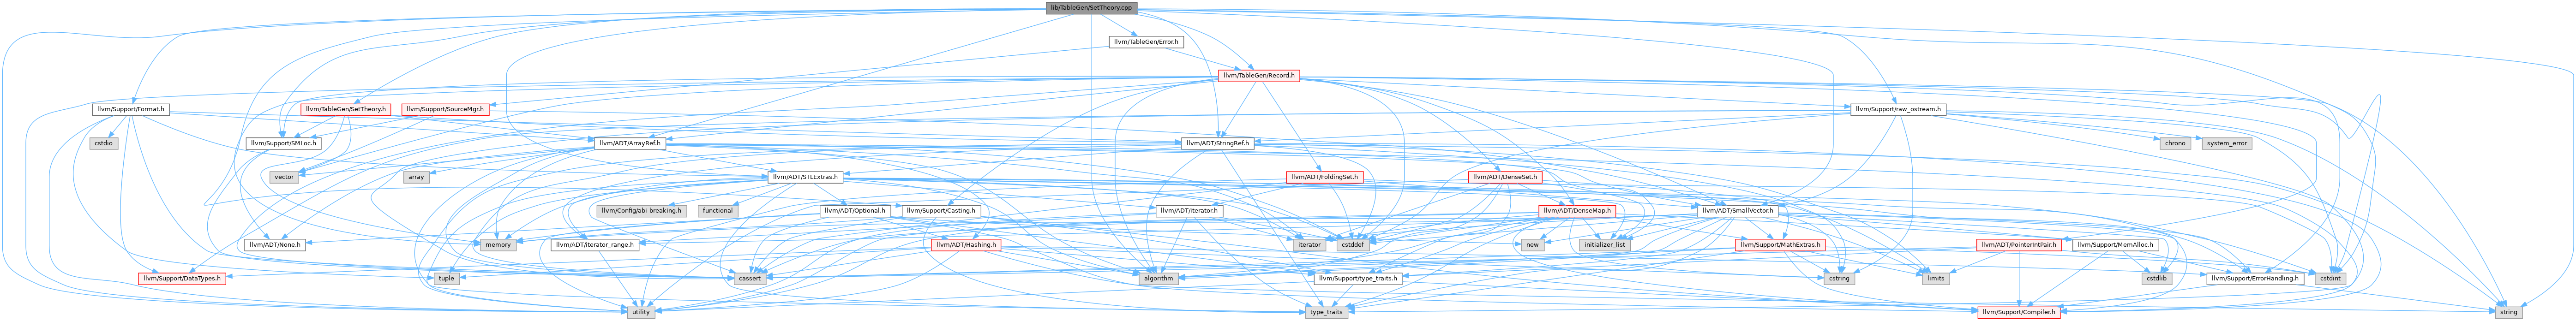 lib/TableGen/SetTheory.cpp
llvm/TableGen/Error.h
llvm/TableGen/Record.h
llvm/Support/Format.h
llvm/TableGen/SetTheory.h
llvm/Support/SourceMgr.h
llvm/Support/raw_ostream.h
cstdio
llvm/Support/SMLoc.h
llvm/ADT/ArrayRef.h
llvm/ADT/StringRef.h
chrono
system_error
vector
array
llvm/ADT/STLExtras.h
llvm/ADT/FoldingSet.h
llvm/ADT/DenseSet.h
llvm/Config/abi-breaking.h
functional
llvm/ADT/Optional.h
llvm/Support/Casting.h
llvm/ADT/iterator.h
llvm/ADT/DenseMap.h
llvm/ADT/SmallVector.h
llvm/ADT/None.h
memory
llvm/ADT/iterator_range.h
llvm/ADT/Hashing.h
iterator
cstddef
new
initializer_list
llvm/Support/MathExtras.h
llvm/ADT/PointerIntPair.h
llvm/Support/MemAlloc.h
llvm/Support/DataTypes.h
tuple
cassert
algorithm
llvm/Support/type_traits.h
cstring
limits
cstdlib
llvm/Support/ErrorHandling.h
cstdint
utility
type_traits
llvm/Support/Compiler.h
string